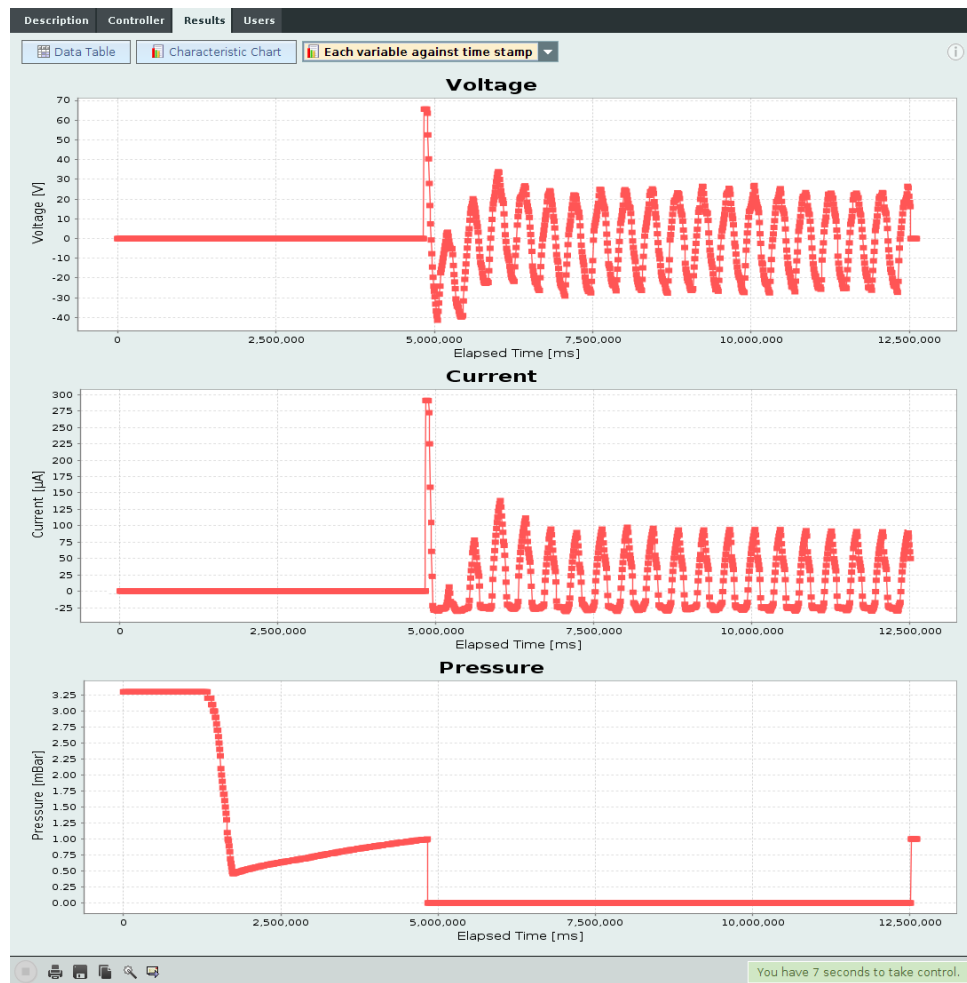 Description Controller Results Users
Data Table Characteristic Chart Each variable against time stamp
Voltage
70
60
50
40
30
20
10
0
-10
-20
-30
-40
Voltage [V]
0 2,500,000 5,000,000 7,500,000 10,000,000 12,500,000
Elapsed Time [ms]
Current
300
275
250
225
200
175
150
125
100
75
50
25
0
-25
Current [µA]
0 2,500,000 5,000,000 7,500,000 10,000,000 12,500,000
Elapsed Time [ms]
Pressure
3.25
3.00
2.75
2.50
2.25
2.00
1.75
1.50
1.25
1.00
0.75
0.50
0.25
0.00
Pressure [mBar]
0 2,500,000 5,000,000 7,500,000 10,000,000 12,500,000
Elapsed Time [ms]
You have 7 seconds to take control.